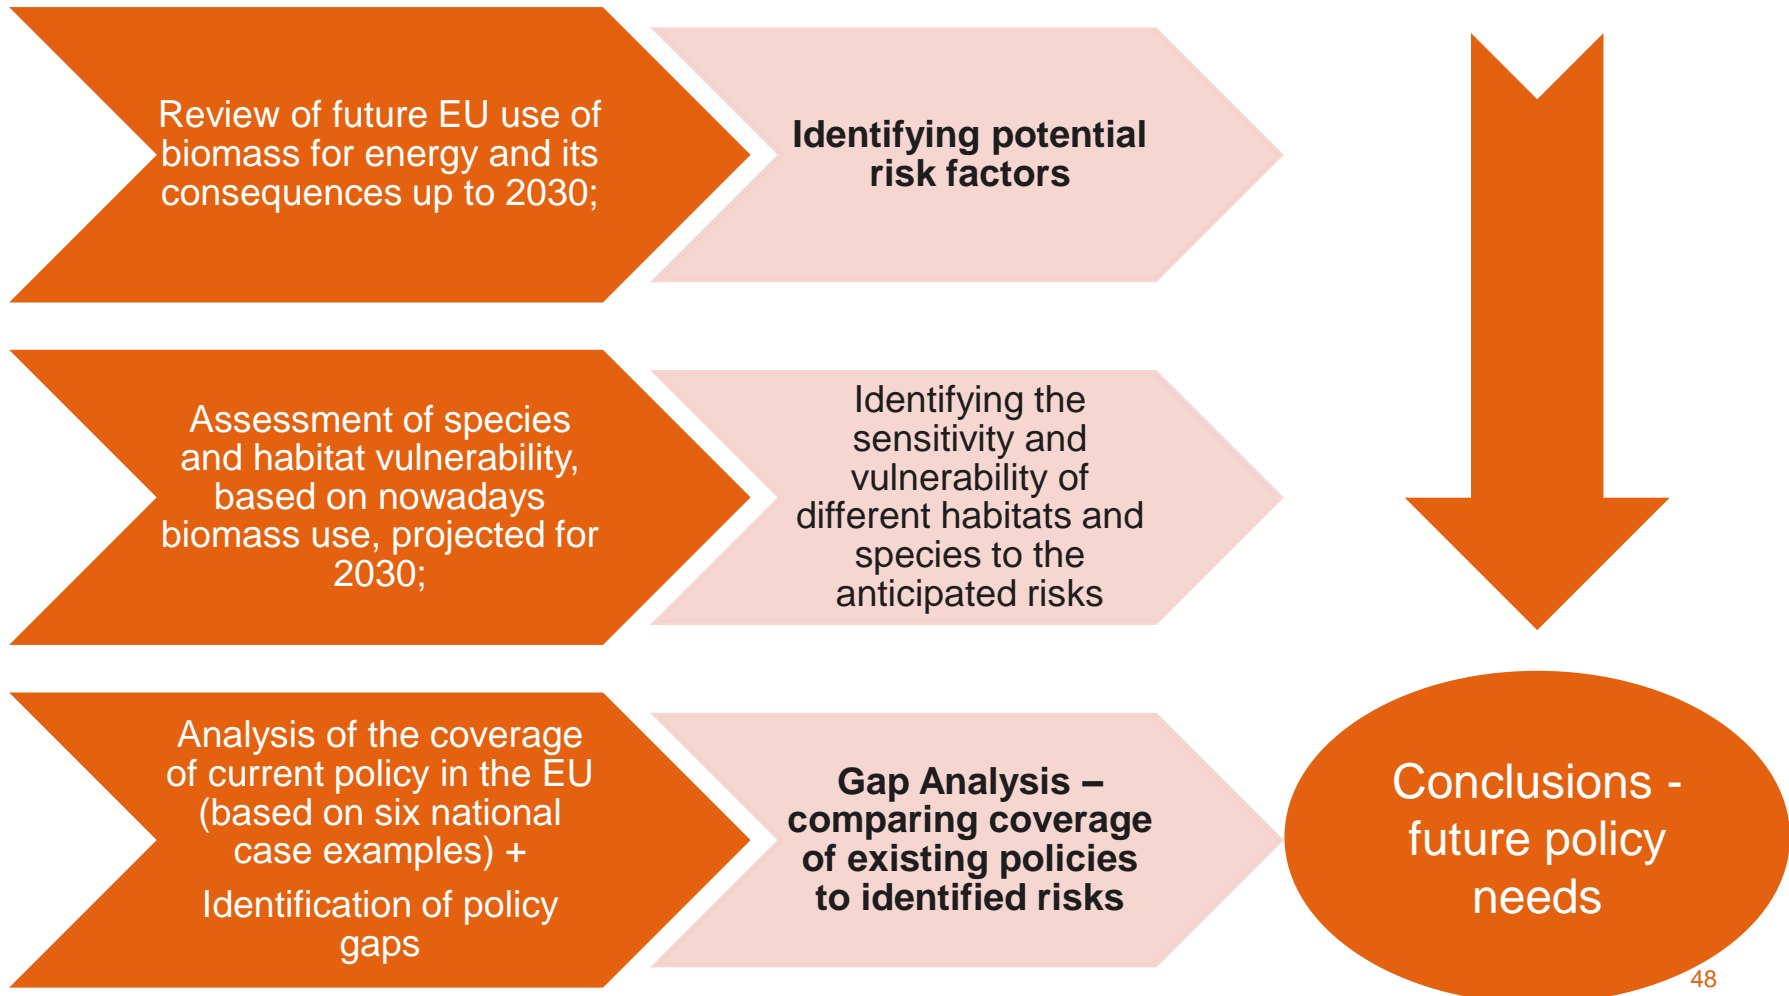 Review of future EU use of
biomass for energy and its
consequences up to 2030;
Identifying potential
risk factors
Assessment of species
and habitat vulnerability,
based on nowadays
biomass use, projected for
2030;
Identifying the
sensitivity and
vulnerability of
different habitats and
species to the
anticipated risks
Analysis of the coverage
of current policy in the EU
(based on six national
case examples) +
Identification of policy
gaps
Gap Analysis –
comparing coverage
of existing policies
to identified risks
Conclusions -
future policy
needs
48